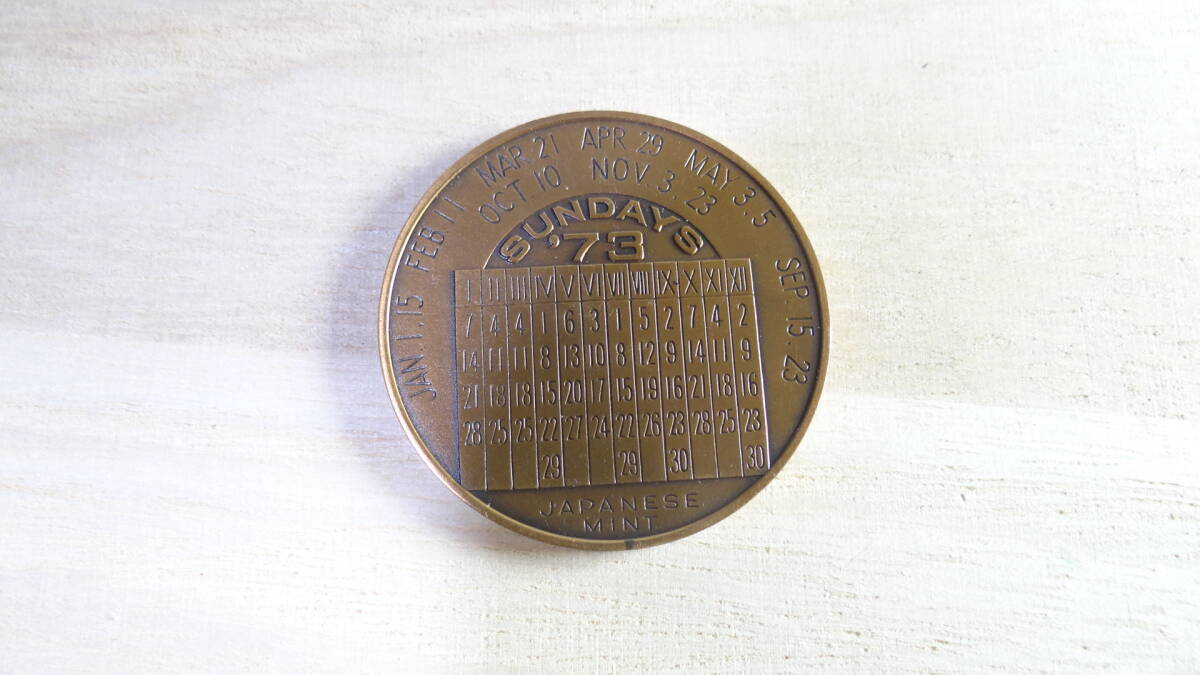 JAN. 1. 15 FEB 11 MAR 21 APR 29 MAY 3. 5 SEP. 15. 23
OCT 10. NOV. 3. 23
SUNDAYS
'73
I II III IV V VI VII VIII IX X XI XII
7 4 4 1 6 3 1 5 2 7 4 2
14 11 11 8 13 10 8 12 9 14 11 9
21 18 18 15 20 17 15 19 16 21 18 16
28 25 25 22 27 24 22 26 23 28 25 23
29 29 30 30
JAPANESE
MINT